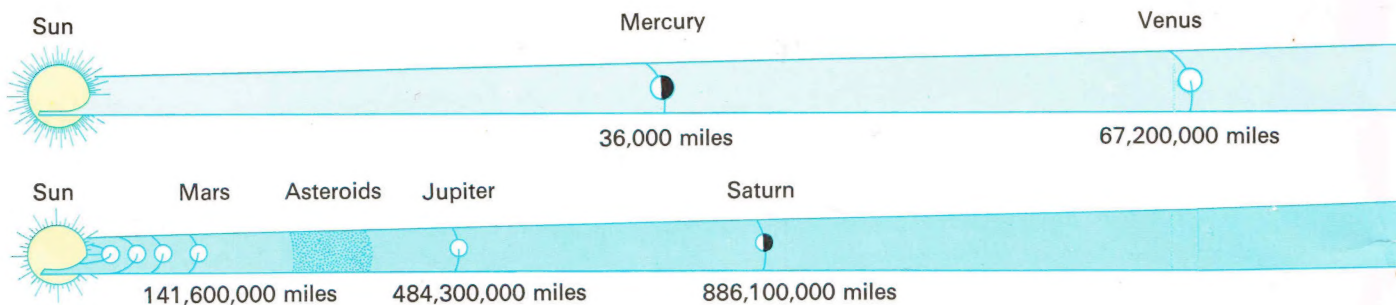 Sun Mercury Venus
36,000 miles 67,200,000 miles
Sun Mars Asteroids Jupiter Saturn
141,600,000 miles 484,300,000 miles 886,100,000 miles